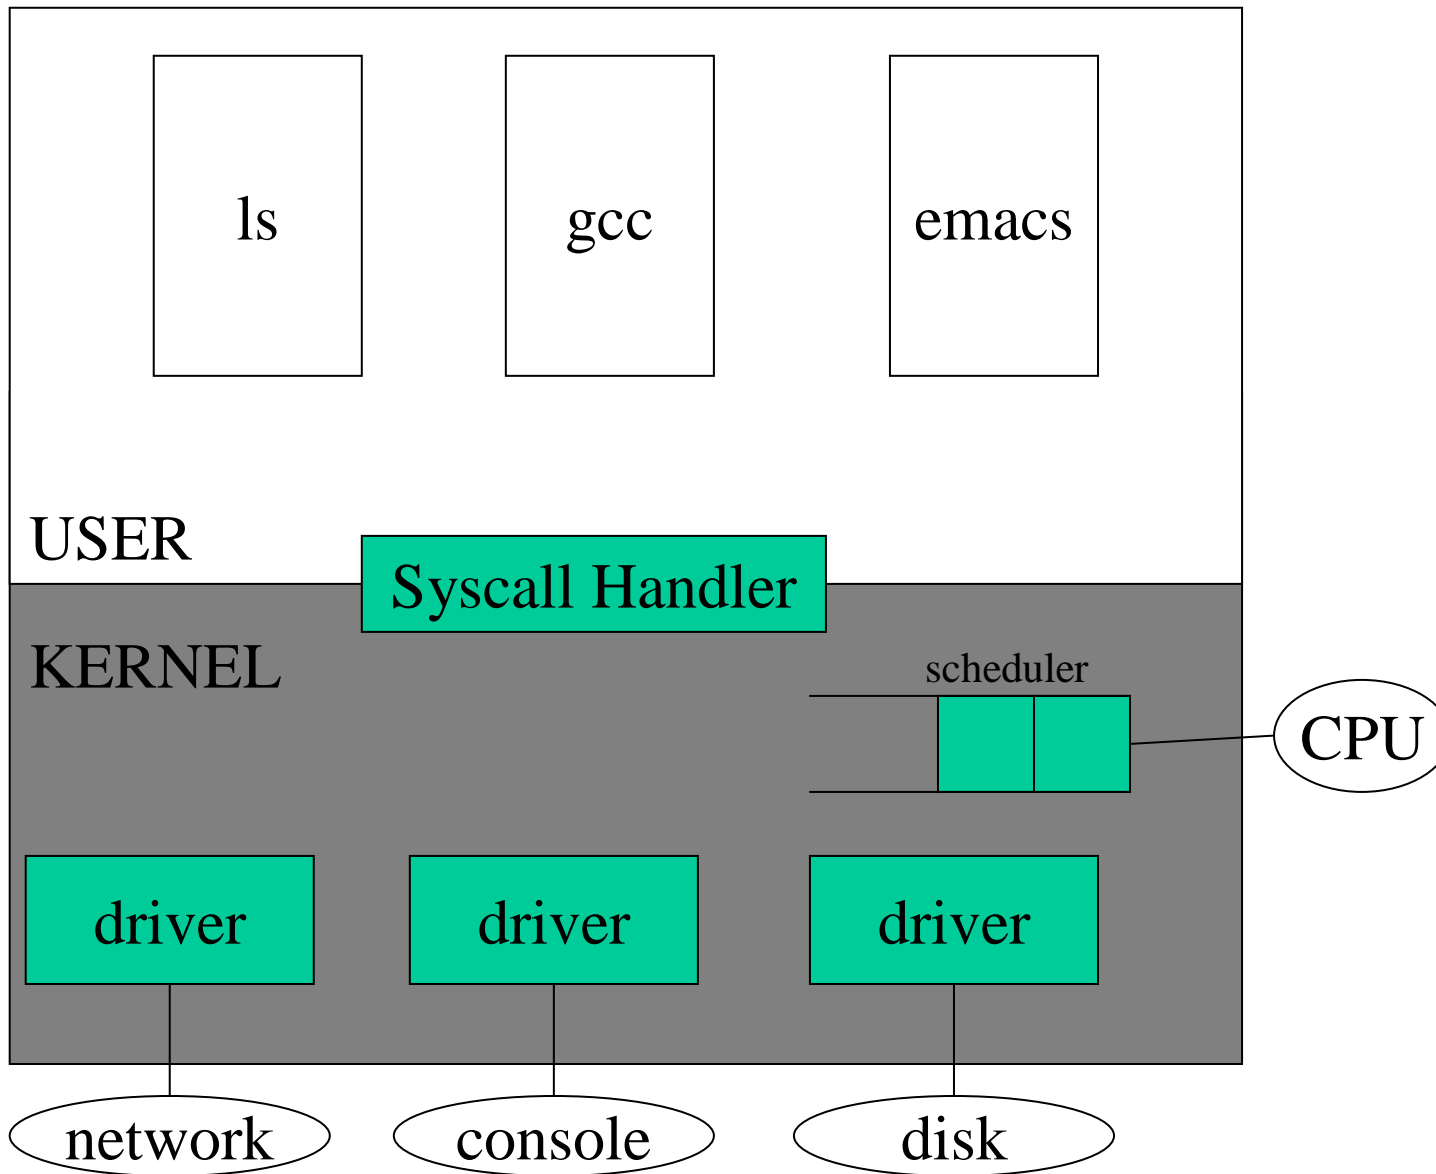 ls
gcc
emacs
USER
Syscall Handler
KERNEL
scheduler
CPU
driver
driver
driver
network
console
disk